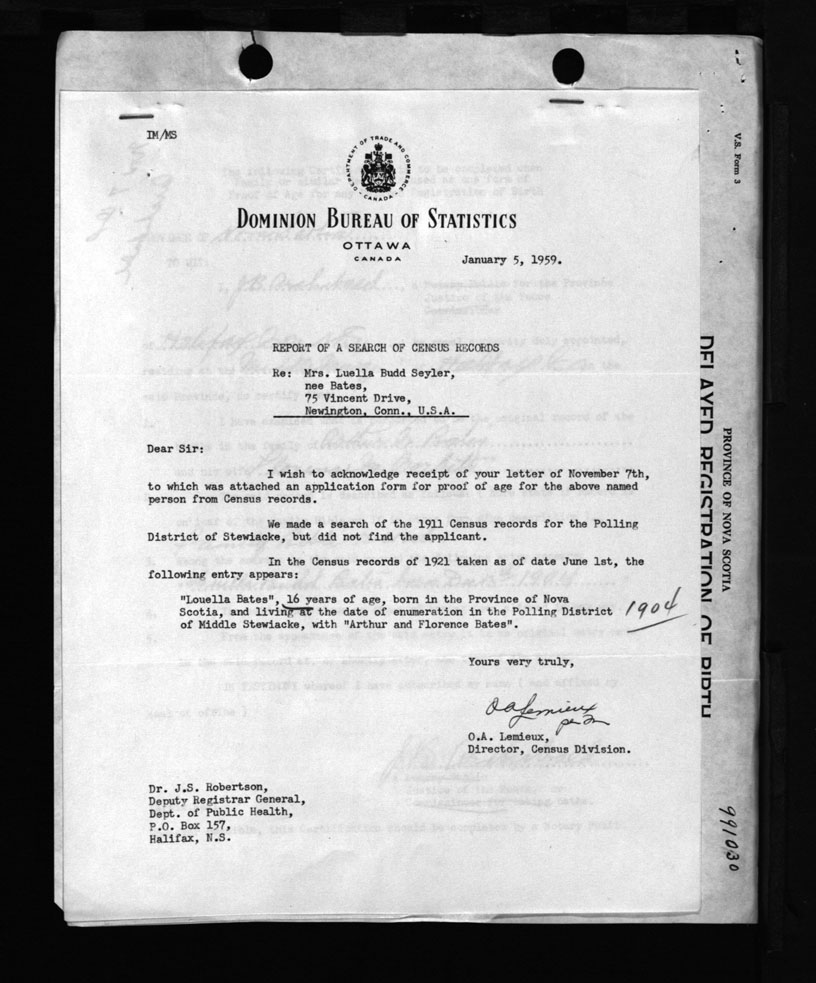 IM/MS
DEPARTMENT OF TRADE AND COMMERCE
CANADA
DOMINION BUREAU OF STATISTICS
OTTAWA
CANADA
January 5, 1959.
REPORT OF A SEARCH OF CENSUS RECORDS
Re: Mrs. Luella Budd Seyler,
nee Bates,
75 Vincent Drive,
Newington, Conn., U.S.A.
Dear Sir:
I wish to acknowledge receipt of your letter of November 7th,
to which was attached an application form for proof of age for the above named
person from Census records.
We made a search of the 1911 Census records for the Polling
District of Stewiacke, but did not find the applicant.
In the Census records of 1921 taken as of date June 1st, the
following entry appears:
"Louella Bates", 16 years of age, born in the Province of Nova
Scotia, and living at the date of enumeration in the Polling District
of Middle Stewiacke, with "Arthur and Florence Bates".
1904
Yours very truly,
O.A. Lemieux
per
O.A. Lemieux,
Director, Census Division.
Dr. J.S. Robertson,
Deputy Registrar General,
Dept. of Public Health,
P.O. Box 157,
Halifax, N.S.
V.S. Form 3
PROVINCE OF NOVA SCOTIA
DELAYED REGISTRATION OF BIRTH
991030